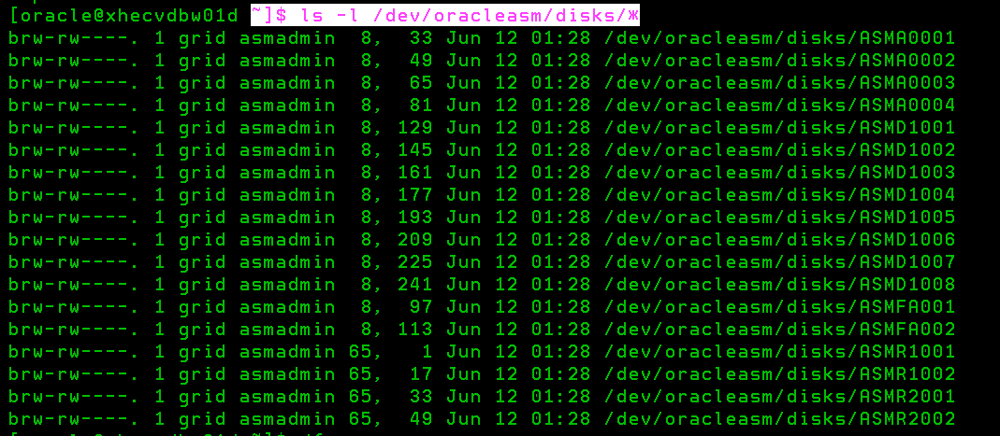 [oracle@xhecvdbw01d ~]$ ls -l /dev/oracleasm/disks/*
brw-rw----. 1 grid asmadmin  8,  33 Jun 12 01:28 /dev/oracleasm/disks/ASMA0001
brw-rw----. 1 grid asmadmin  8,  49 Jun 12 01:28 /dev/oracleasm/disks/ASMA0002
brw-rw----. 1 grid asmadmin  8,  65 Jun 12 01:28 /dev/oracleasm/disks/ASMA0003
brw-rw----. 1 grid asmadmin  8,  81 Jun 12 01:28 /dev/oracleasm/disks/ASMA0004
brw-rw----. 1 grid asmadmin  8, 129 Jun 12 01:28 /dev/oracleasm/disks/ASMD1001
brw-rw----. 1 grid asmadmin  8, 145 Jun 12 01:28 /dev/oracleasm/disks/ASMD1002
brw-rw----. 1 grid asmadmin  8, 161 Jun 12 01:28 /dev/oracleasm/disks/ASMD1003
brw-rw----. 1 grid asmadmin  8, 177 Jun 12 01:28 /dev/oracleasm/disks/ASMD1004
brw-rw----. 1 grid asmadmin  8, 193 Jun 12 01:28 /dev/oracleasm/disks/ASMD1005
brw-rw----. 1 grid asmadmin  8, 209 Jun 12 01:28 /dev/oracleasm/disks/ASMD1006
brw-rw----. 1 grid asmadmin  8, 225 Jun 12 01:28 /dev/oracleasm/disks/ASMD1007
brw-rw----. 1 grid asmadmin  8, 241 Jun 12 01:28 /dev/oracleasm/disks/ASMD1008
brw-rw----. 1 grid asmadmin  8,  97 Jun 12 01:28 /dev/oracleasm/disks/ASMFA001
brw-rw----. 1 grid asmadmin  8, 113 Jun 12 01:28 /dev/oracleasm/disks/ASMFA002
brw-rw----. 1 grid asmadmin 65,   1 Jun 12 01:28 /dev/oracleasm/disks/ASMR1001
brw-rw----. 1 grid asmadmin 65,  17 Jun 12 01:28 /dev/oracleasm/disks/ASMR1002
brw-rw----. 1 grid asmadmin 65,  33 Jun 12 01:28 /dev/oracleasm/disks/ASMR2001
brw-rw----. 1 grid asmadmin 65,  49 Jun 12 01:28 /dev/oracleasm/disks/ASMR2002